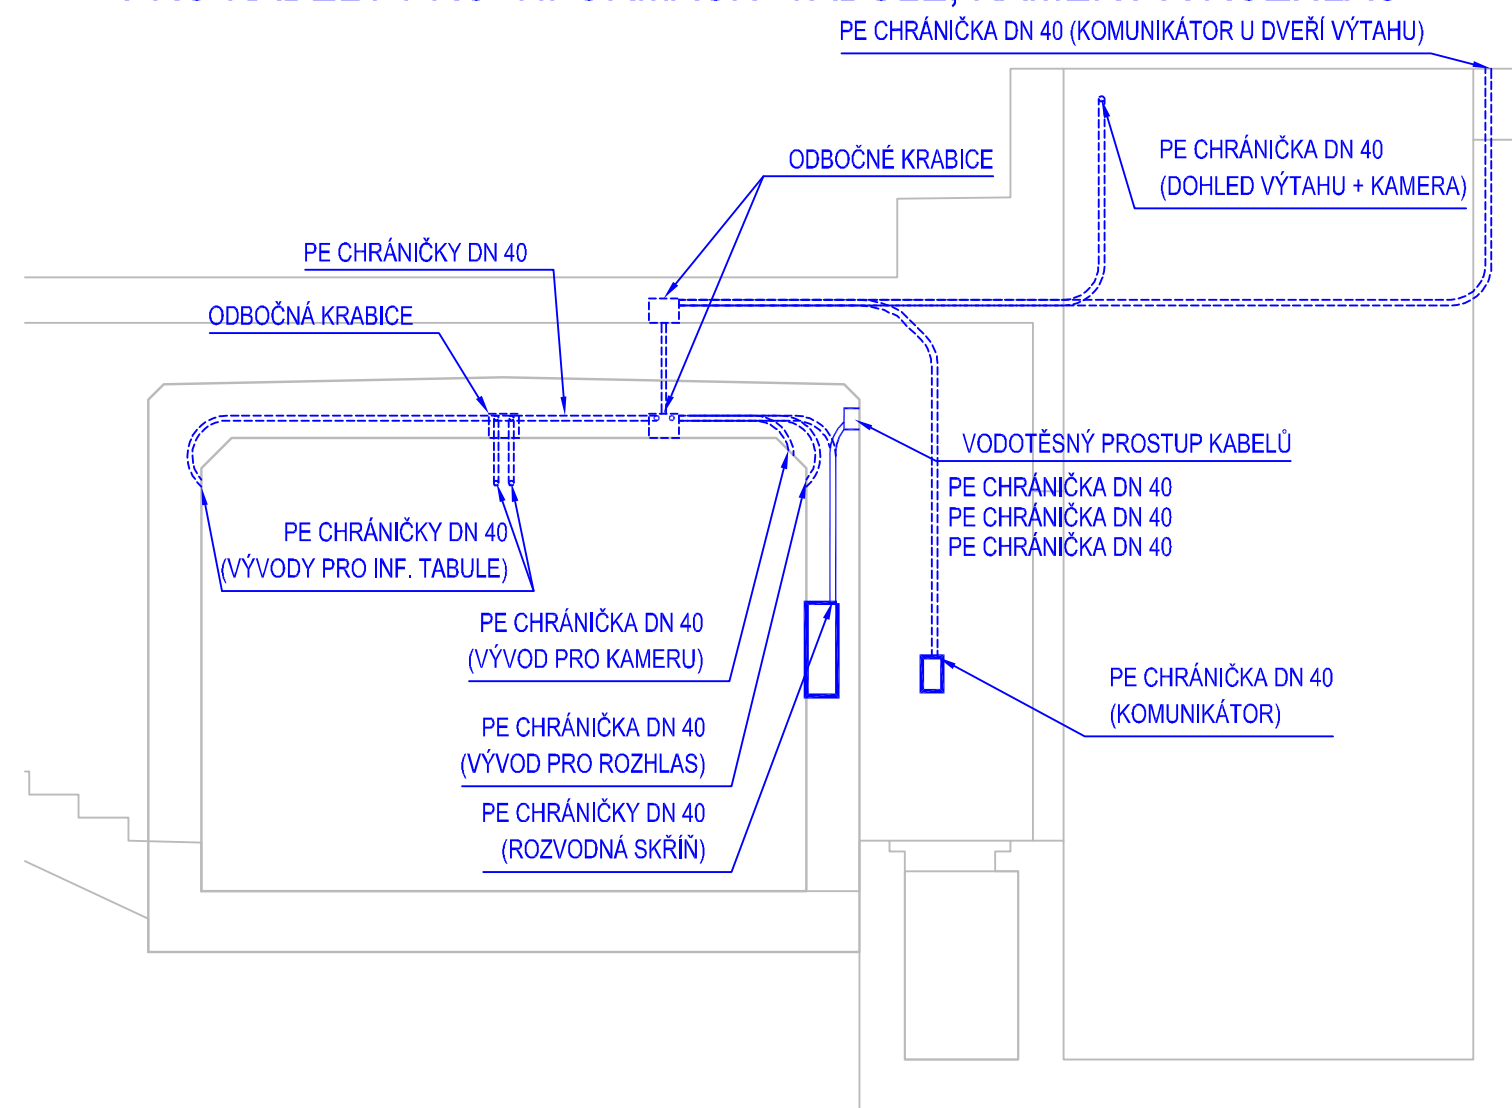 PE CHRÁNIČKA DN 40 (KOMUNIKÁTOR U DVEŘÍ VÝTAHU)
ODBOČNÉ KRABICE
PE CHRÁNIČKA DN 40
(DOHLED VÝTAHU + KAMERA)
PE CHRÁNIČKY DN 40
ODBOČNÁ KRABICE
VODOTĚSNÝ PROSTUP KABELŮ
PE CHRÁNIČKA DN 40
PE CHRÁNIČKA DN 40
PE CHRÁNIČKA DN 40
PE CHRÁNIČKY DN 40
(VÝVODY PRO INF. TABULE)
PE CHRÁNIČKA DN 40
(VÝVOD PRO KAMERU)
PE CHRÁNIČKA DN 40
(KOMUNIKÁTOR)
PE CHRÁNIČKA DN 40
(VÝVOD PRO ROZHLAS)
PE CHRÁNIČKY DN 40
(ROZVODNÁ SKŘÍŇ)